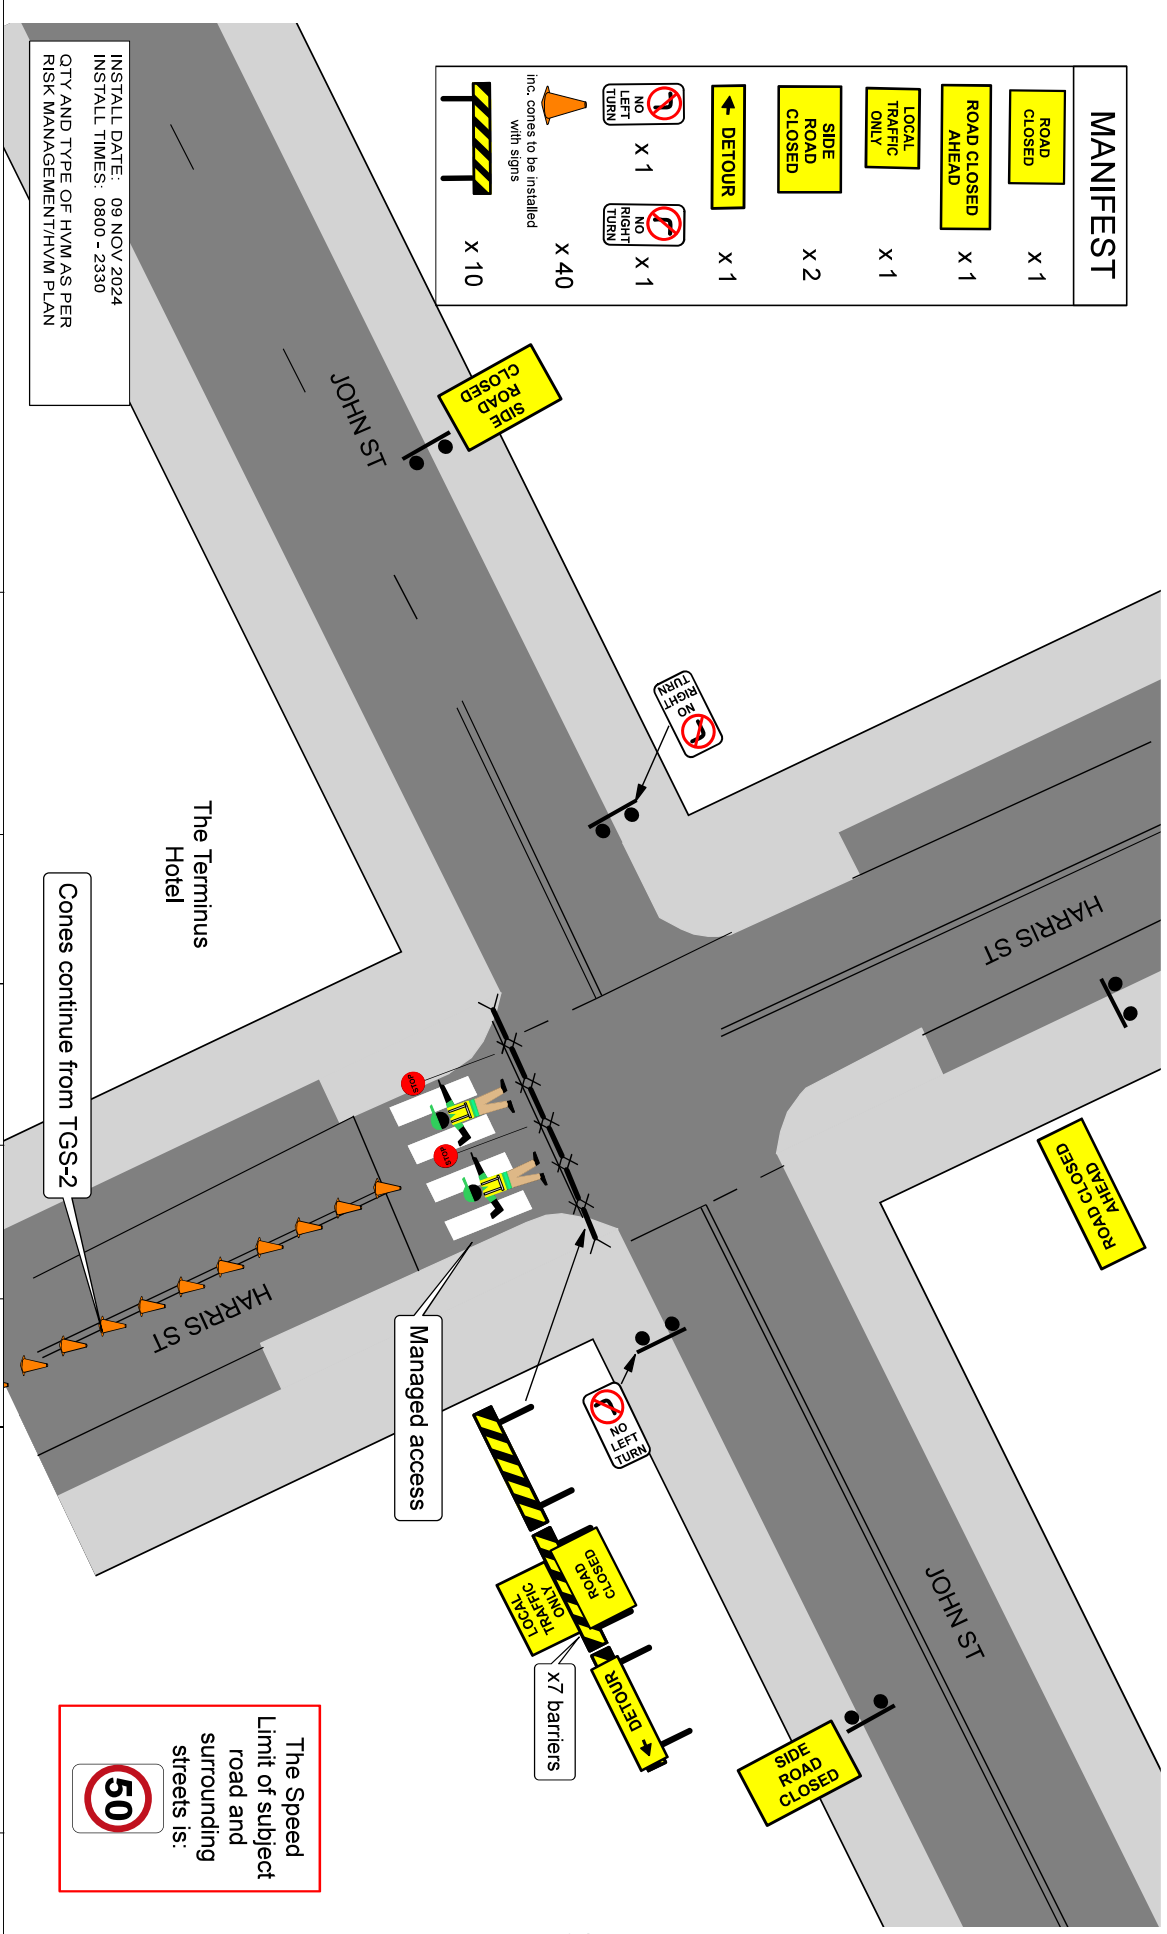 MANIFEST
ROAD
CLOSED
x 1
ROAD CLOSED
AHEAD
x 1
LOCAL
TRAFFIC
ONLY
x 1
SIDE
ROAD
CLOSED
x 2
DETOUR
x 1
NO
LEFT
TURN
x 1
NO
RIGHT
TURN
x 1
inc. cones to be installed
with signs
x 40
x 10
INSTALL DATE: 09 NOV 2024
INSTALL TIMES: 0800 - 2330
QTY AND TYPE OF HVM AS PER
RISK MANAGEMENT/HVM PLAN
JOHN ST
SIDE
ROAD
CLOSED
NO
RIGHT
TURN
HARRIS ST
ROAD CLOSED
AHEAD
The Terminus
Hotel
Cones continue from TGS-2
STOP
STOP
HARRIS ST
Managed access
NO
LEFT
TURN
ROAD
CLOSED
LOCAL
TRAFFIC
ONLY
DETOUR
x7 barriers
JOHN ST
SIDE
ROAD
CLOSED
The Speed
Limit of subject
road and
surrounding
streets is:
50